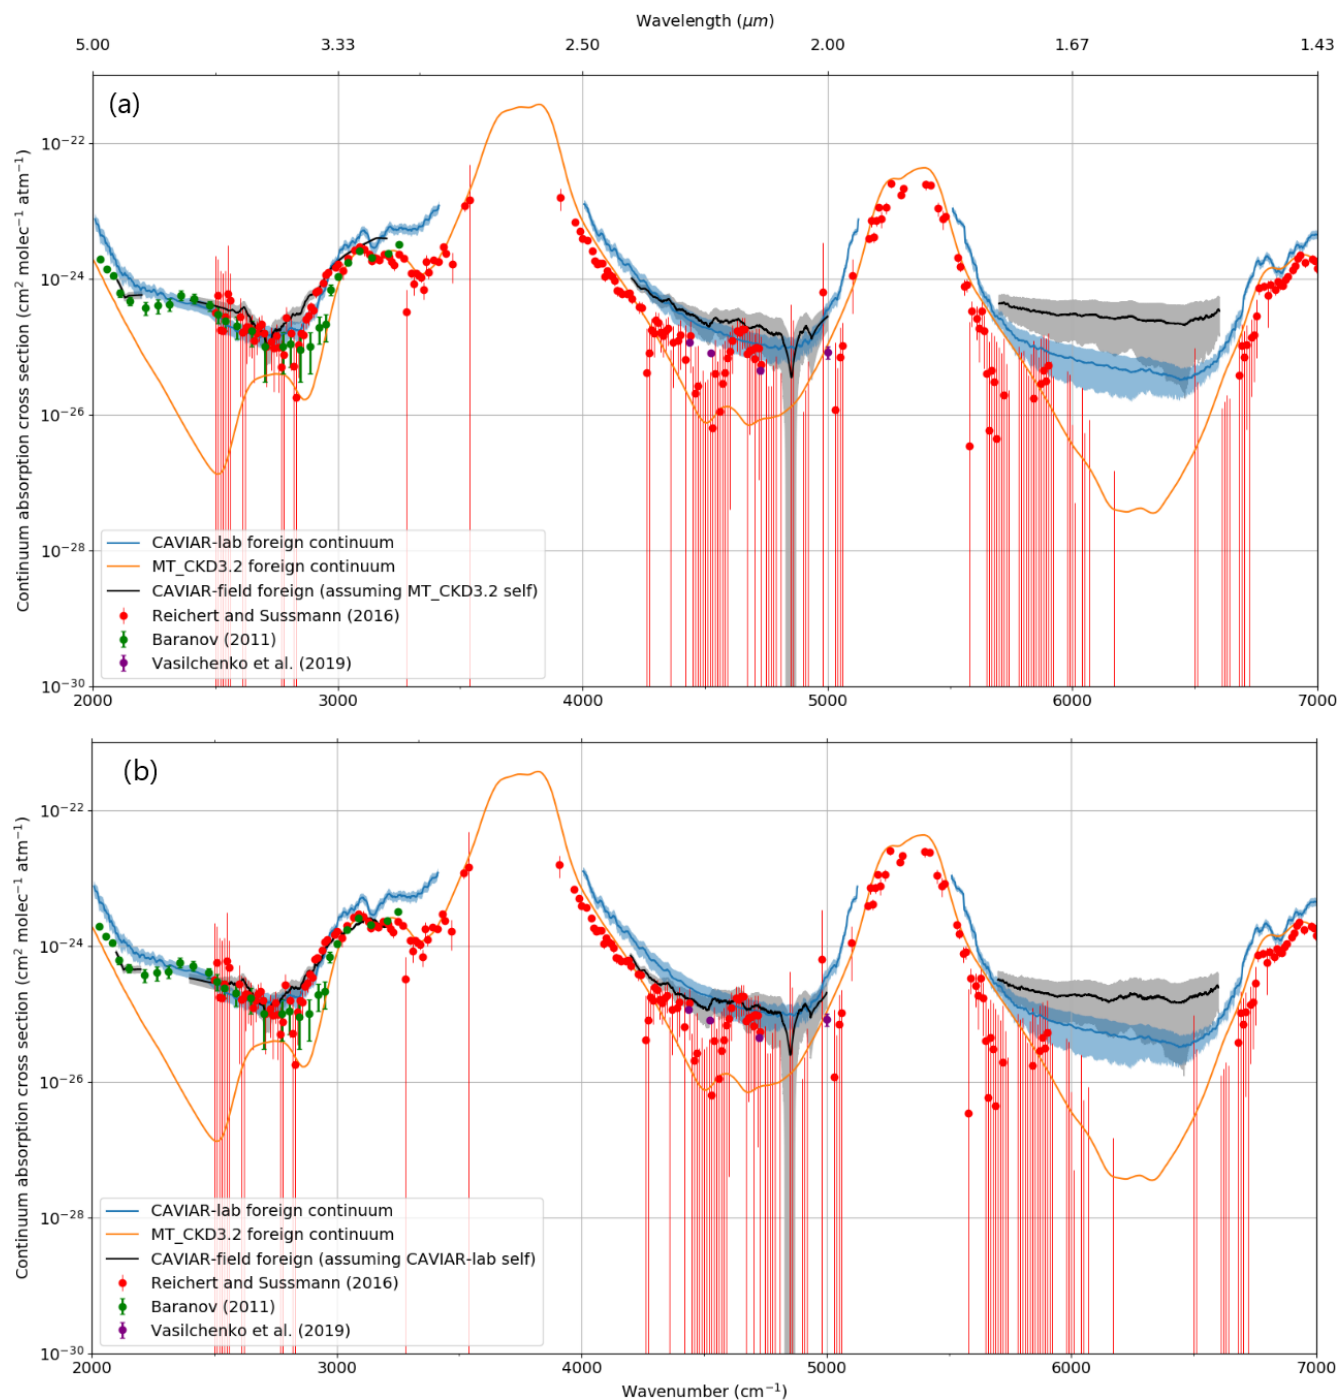 Wavelength (μm)
5.00 3.33 2.50 2.00 1.67 1.43
(a)
Continuum absorption cross section (cm² molec⁻¹ atm⁻¹)
10⁻²²
10⁻²⁴
10⁻²⁶
10⁻²⁸
10⁻³⁰
CAVIAR-lab foreign continuum
MT_CKD3.2 foreign continuum
CAVIAR-field foreign (assuming MT_CKD3.2 self)
Reichert and Sussmann (2016)
Baranov (2011)
Vasilchenko et al. (2019)
2000 3000 4000 5000 6000 7000
(b)
Continuum absorption cross section (cm² molec⁻¹ atm⁻¹)
10⁻²²
10⁻²⁴
10⁻²⁶
10⁻²⁸
10⁻³⁰
CAVIAR-lab foreign continuum
MT_CKD3.2 foreign continuum
CAVIAR-field foreign (assuming CAVIAR-lab self)
Reichert and Sussmann (2016)
Baranov (2011)
Vasilchenko et al. (2019)
2000 3000 4000 5000 6000 7000
Wavenumber (cm⁻¹)